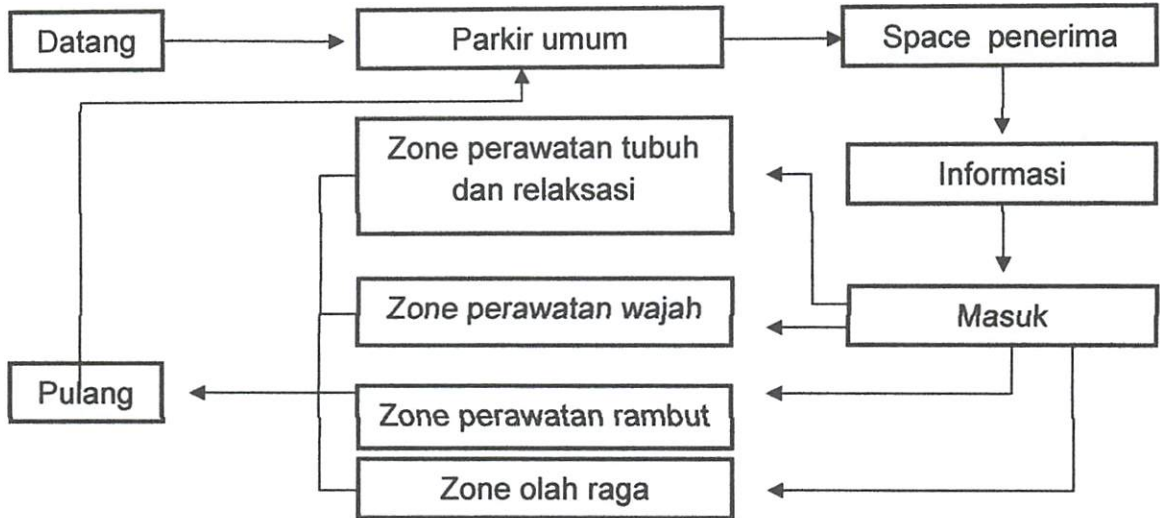 Datang
Parkir umum
Space penerima
Zone perawatan tubuh
dan relaksasi
Informasi
Zone perawatan wajah
Masuk
Pulang
Zone perawatan rambut
Zone olah raga